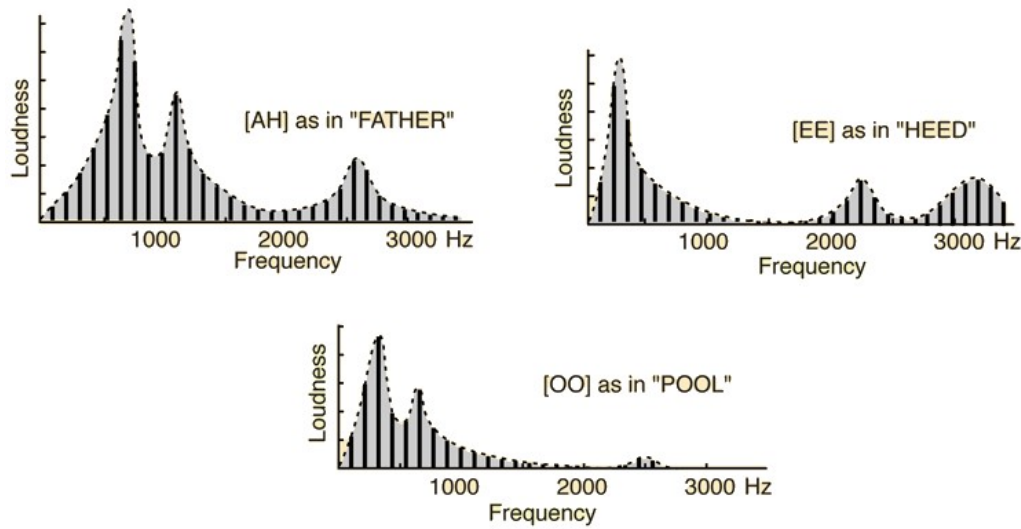 Loudness
[AH] as in "FATHER"
1000 2000 3000 Hz
Frequency
Loudness
[EE] as in "HEED"
1000 2000 3000 Hz
Frequency
Loudness
[OO] as in "POOL"
1000 2000 3000 Hz
Frequency